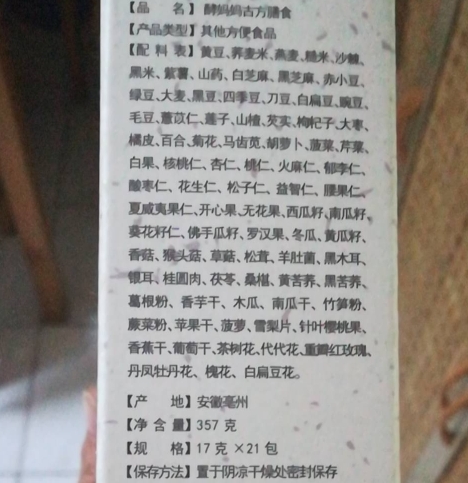 【品　名】酵妈妈古方膳食
【产品类型】其他方便食品
【配料表】黄豆、荞麦米、燕麦、糙米、沙棘、
黑米、紫薯、山药、白芝麻、黑芝麻、赤小豆、
绿豆、大麦、黑豆、四季豆、刀豆、白扁豆、豌豆、
毛豆、薏苡仁、莲子、山楂、芡实、枸杞子、大枣、
橘皮、百合、菊花、马齿苋、胡萝卜、菠菜、芹菜、
白果、核桃仁、杏仁、桃仁、火麻仁、郁李仁、
酸枣仁、花生仁、松子仁、益智仁、腰果仁、
夏威夷果仁、开心果、无花果、西瓜籽、南瓜籽、
葵花籽仁、佛手瓜籽、罗汉果、冬瓜、黄瓜籽、
香菇、猴头菇、草菇、松茸、羊肚菌、黑木耳、
银耳、桂圆肉、茯苓、桑椹、黄苦荞、黑苦荞、
葛根粉、香芋干、木瓜、南瓜干、竹笋粉、
蕨菜粉、苹果干、菠萝、雪梨片、针叶樱桃果、
香蕉干、葡萄干、茶树花、代代花、重瓣红玫瑰、
丹凤牡丹花、槐花、白扁豆花。
【产　地】安徽亳州
【净含量】357 克
【规　格】17 克 ×21 包
【保存方法】置于阴凉干燥处密封保存